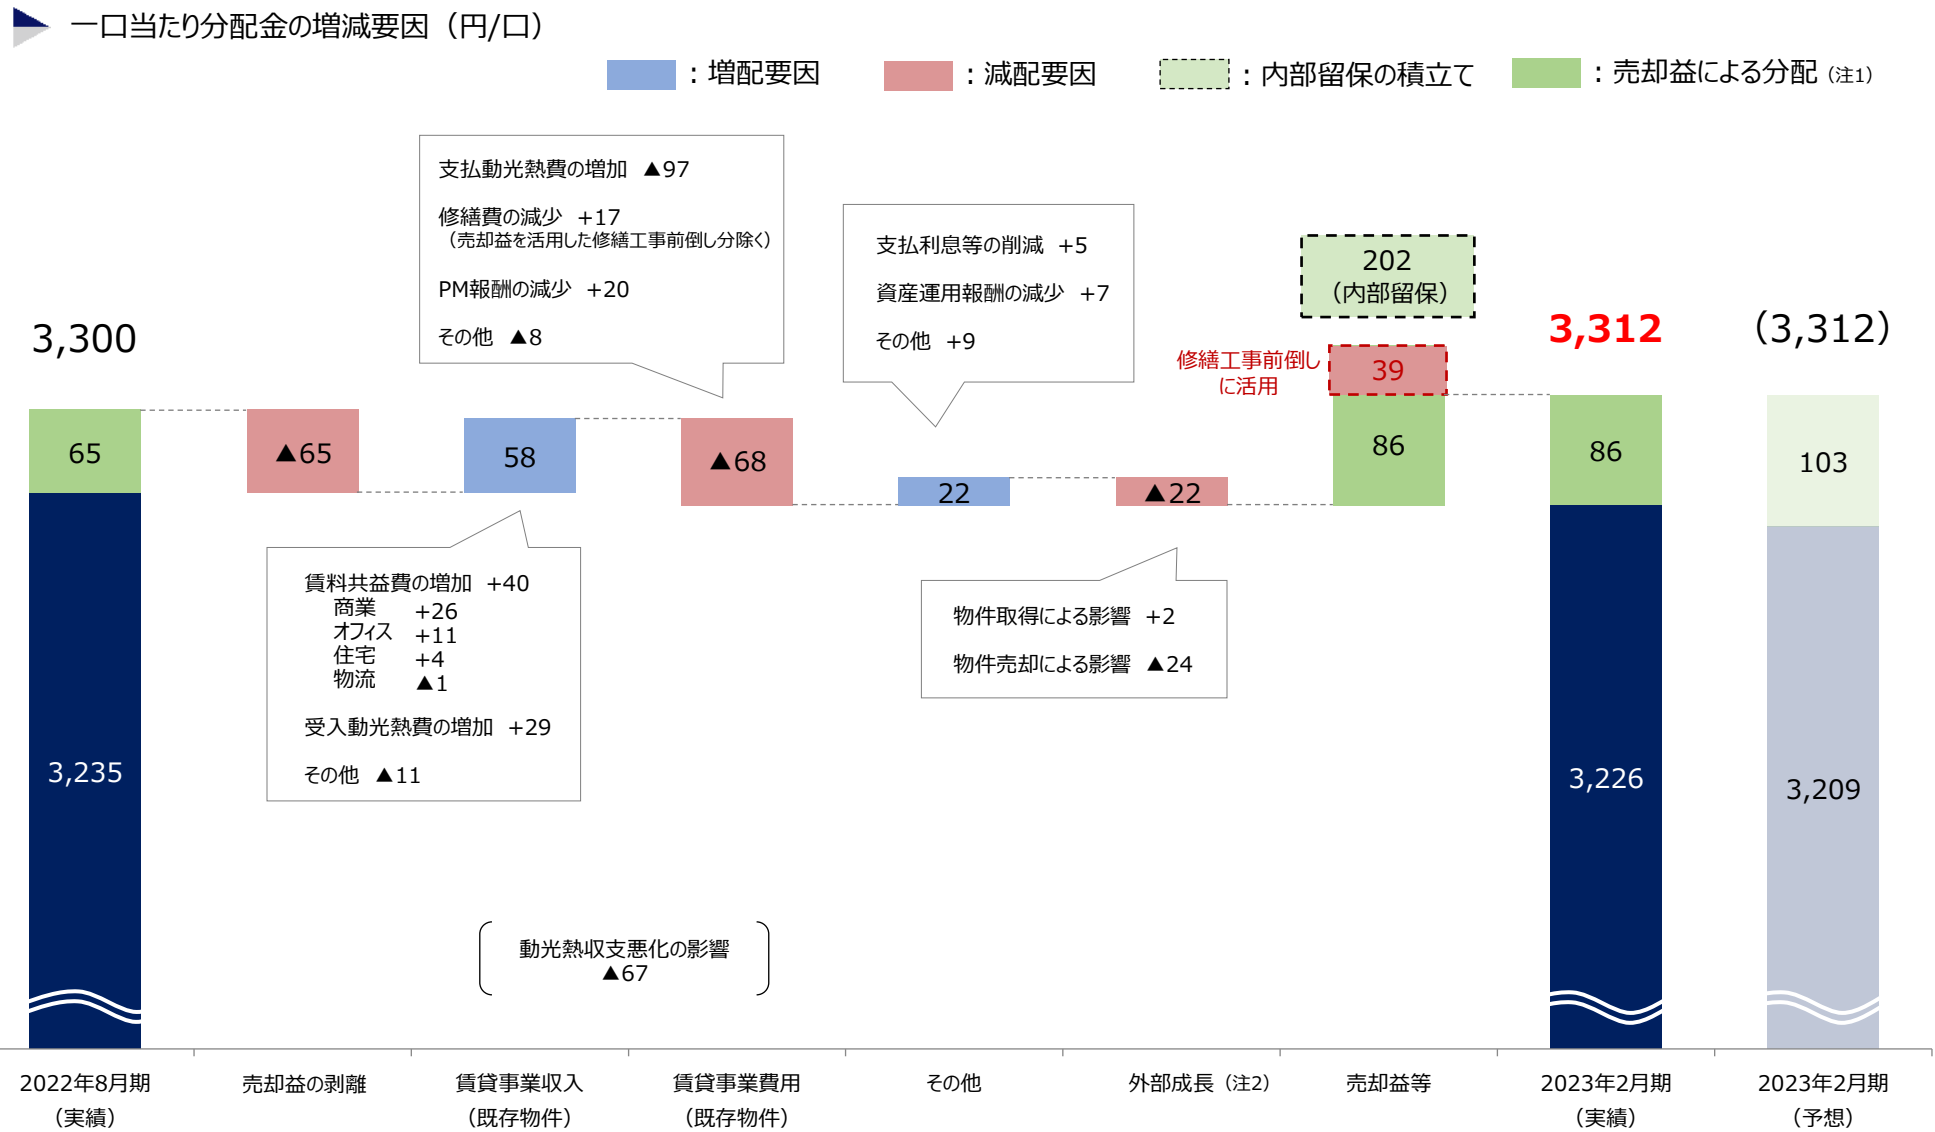 一口当たり分配金の増減要因（円/口）
：増配要因
：減配要因
：内部留保の積立て
：売却益による分配（注1）
支払動光熱費の増加 ▲97
修繕費の減少 +17
（売却益を活用した修繕工事前倒し分除く）
PM報酬の減少 +20
その他 ▲8
支払利息等の削減 +5
資産運用報酬の減少 +7
その他 +9
202
（内部留保）
修繕工事前倒し
に活用
39
3,300
3,312
（3,312）
65
▲65
58
▲68
22
▲22
86
86
103
賃料共益費の増加 +40
商業 +26
オフィス +11
住宅 +4
物流 ▲1
受入動光熱費の増加 +29
その他 ▲11
物件取得による影響 +2
物件売却による影響 ▲24
3,235
3,226
3,209
動光熱収支悪化の影響
▲67
2022年8月期
（実績）
売却益の剥離
賃貸事業収入
（既存物件）
賃貸事業費用
（既存物件）
その他
外部成長（注2）
売却益等
2023年2月期
（実績）
2023年2月期
（予想）